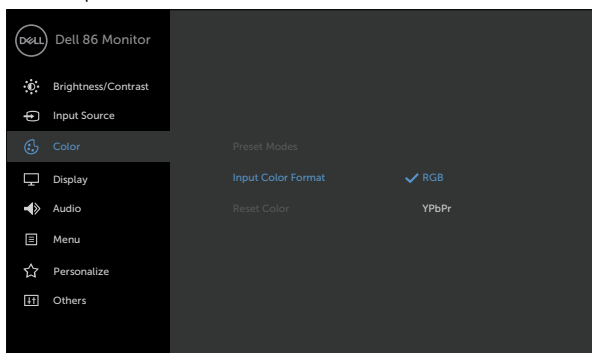 DELL Dell 86 Monitor
Brightness/Contrast
Input Source
Color
Display
Audio
Menu
Personalize
Others
Preset Modes
Input Color Format ✓ RGB
Reset Color YPbPr